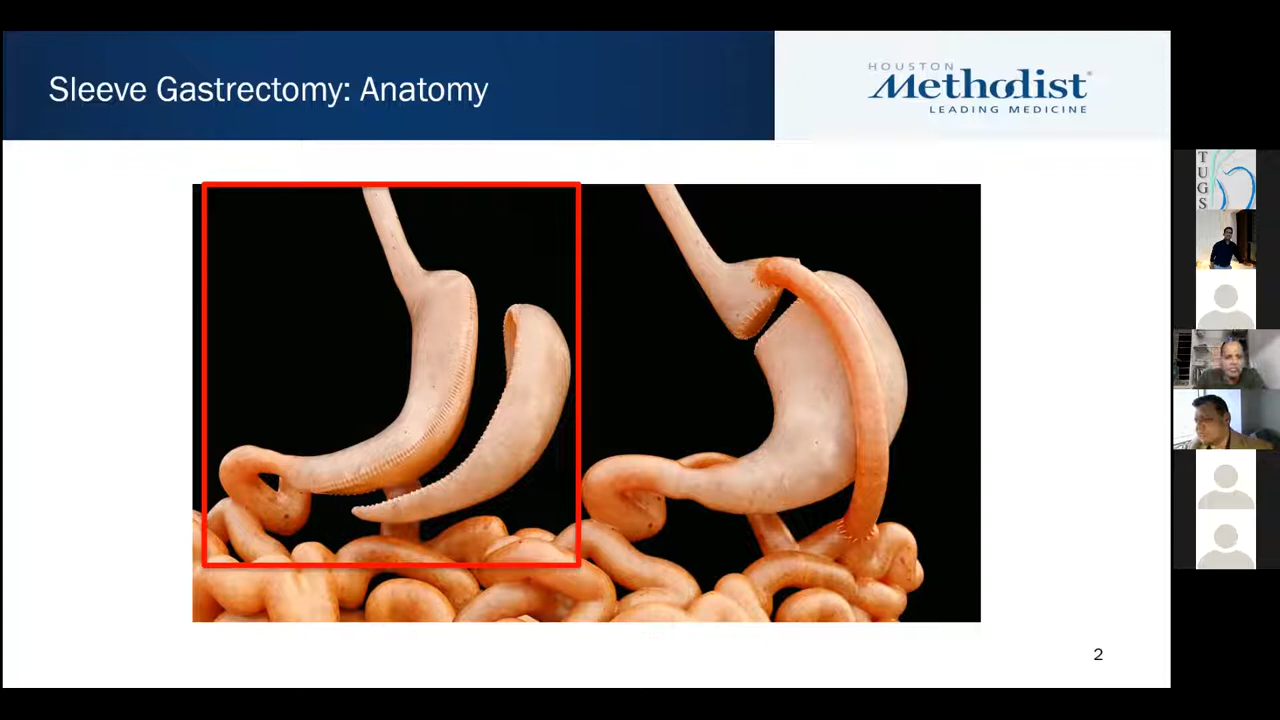 Sleeve Gastrectomy: Anatomy
HOUSTON
Methodist®
LEADING MEDICINE
T
U
G
S
2